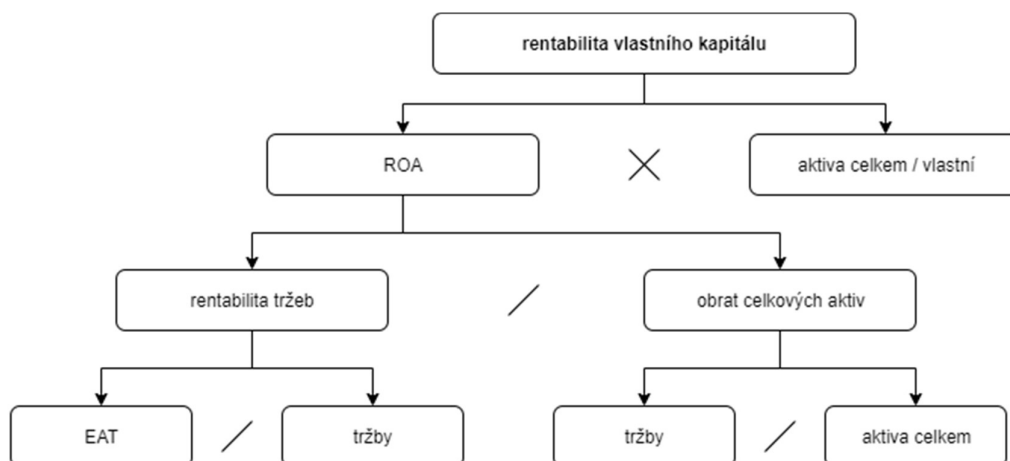 rentabilita vlastního kapitálu
ROA
aktiva celkem / vlastní
rentabilita tržeb
/
obrat celkových aktiv
EAT
/
tržby
tržby
/
aktiva celkem